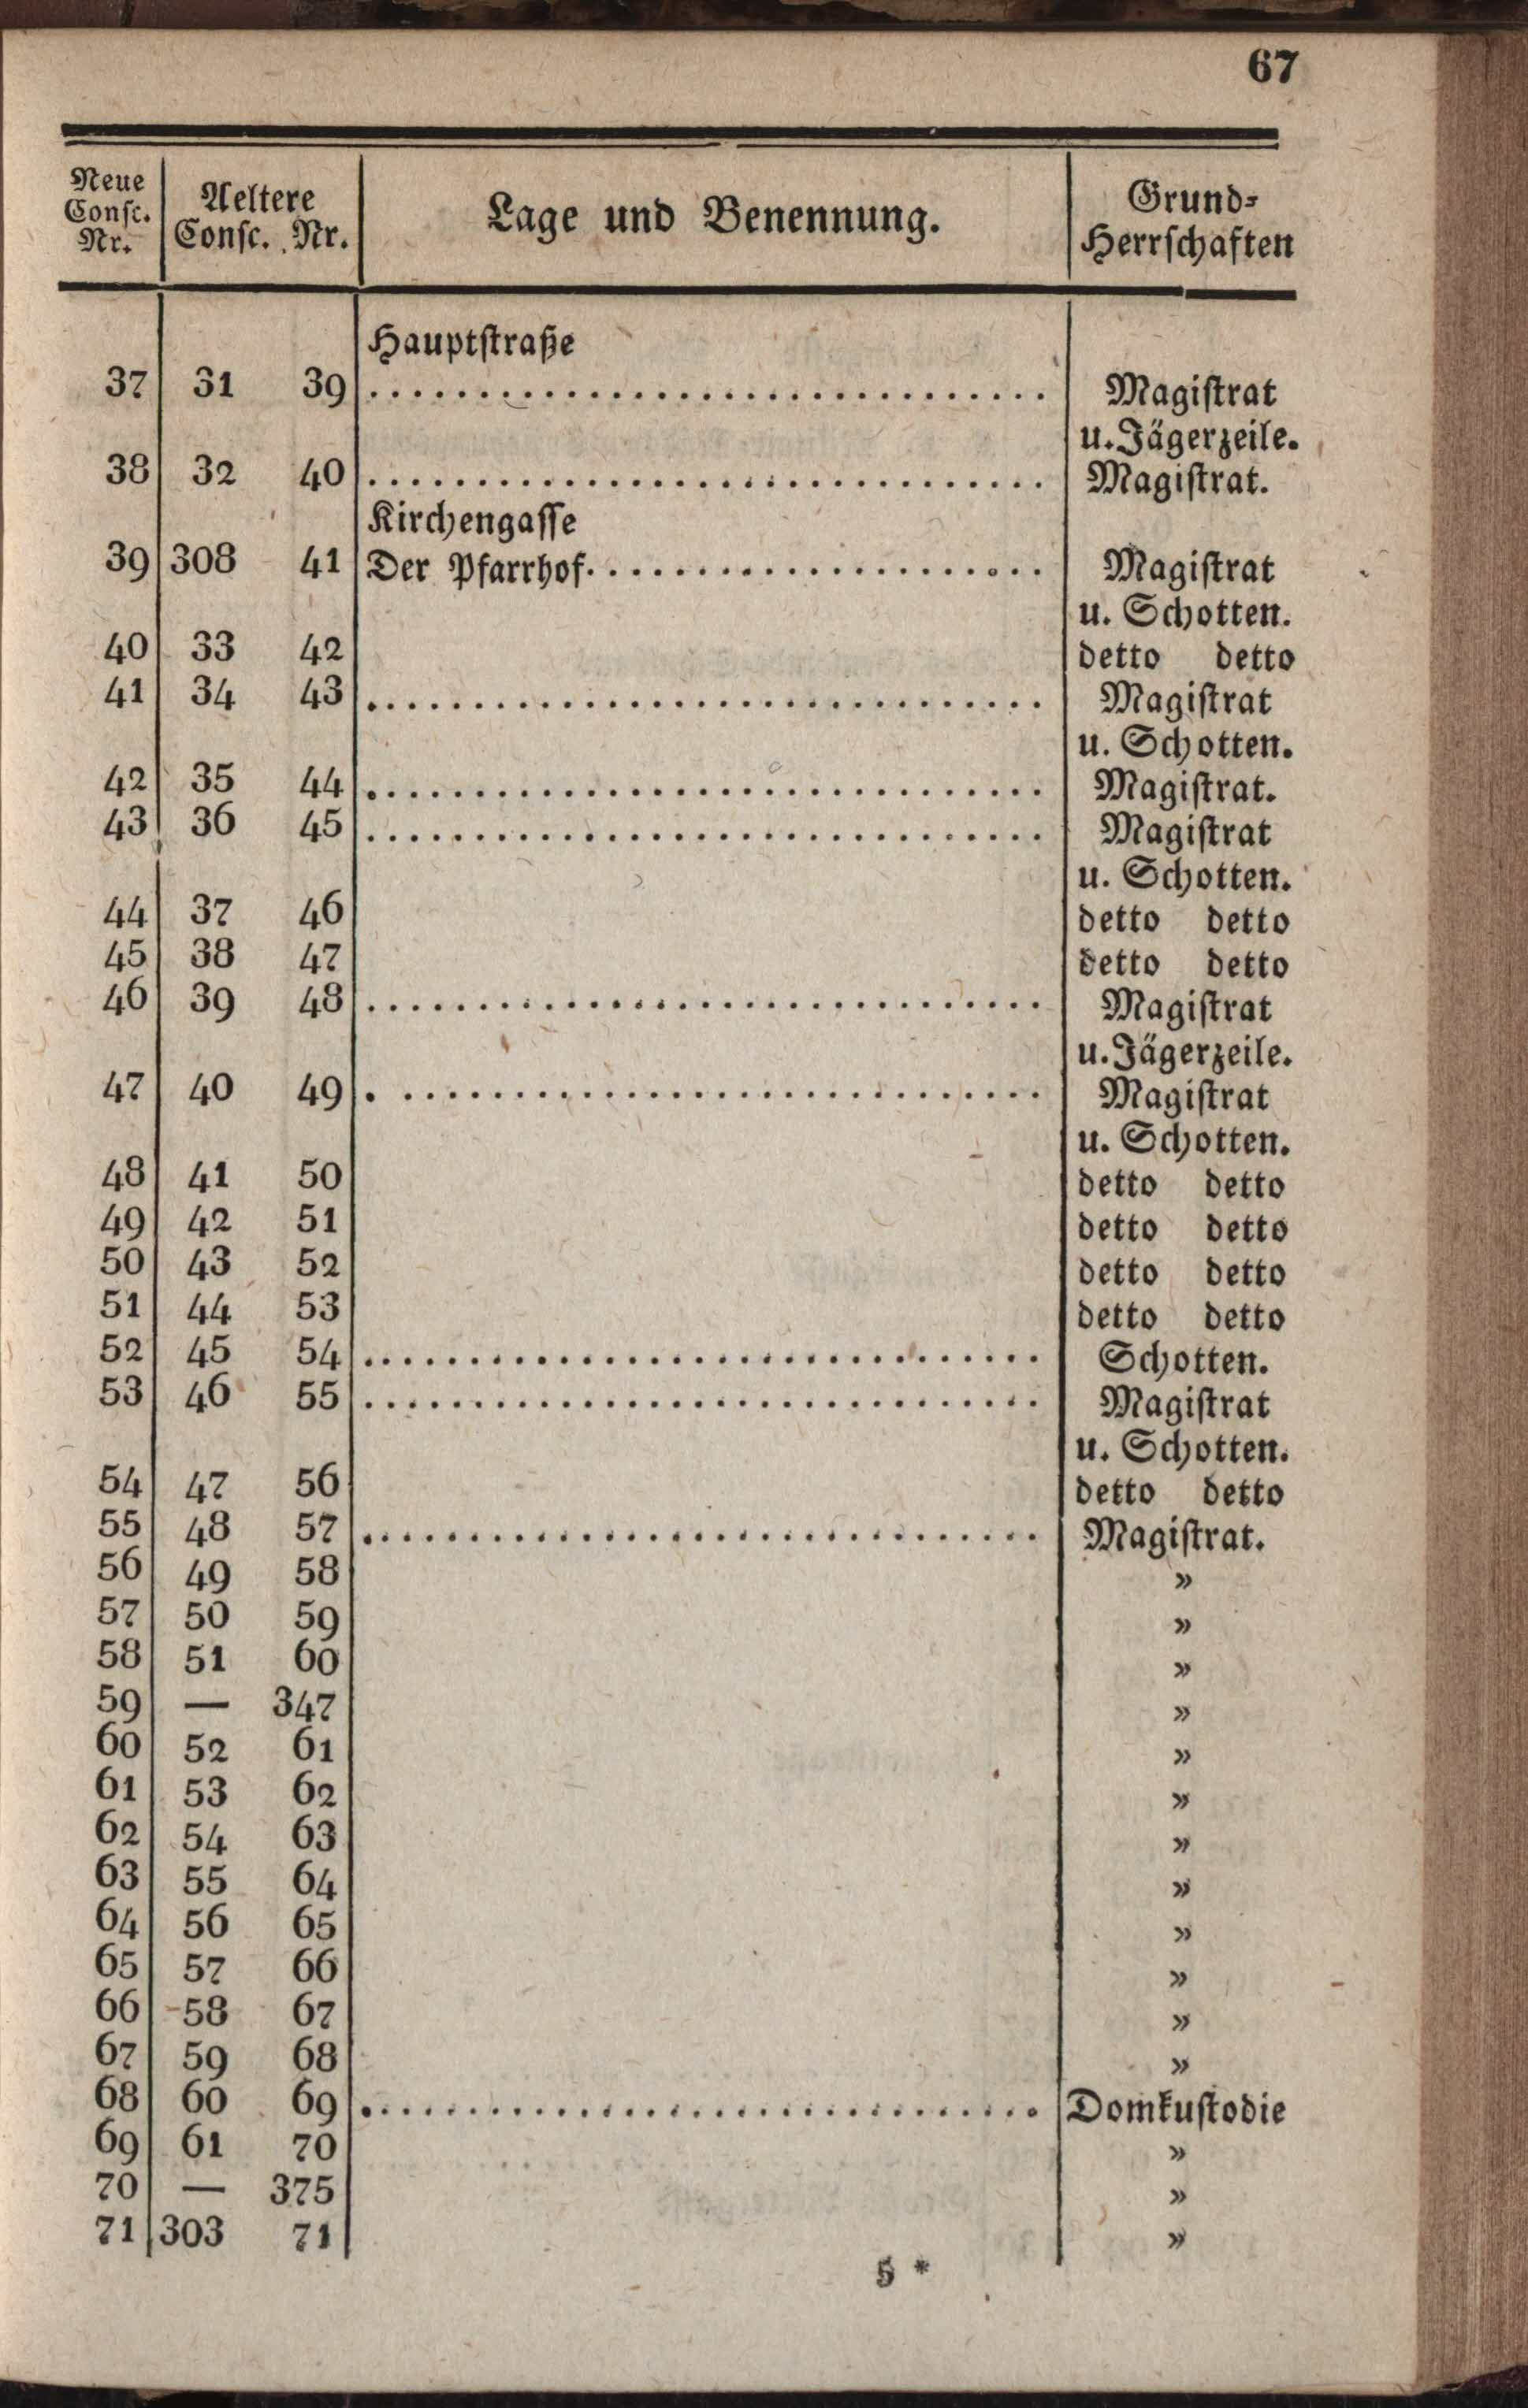 67
Neue Consc. Nr. | Aeltere Consc. Nr. | Lage und Benennung. | Grund-Herrschaften
Hauptstraße
37 31 39 .............................. Magistrat
u. Jägerzeile.
38 32 40 .............................. Magistrat.
Kirchengasse
39 308 41 Der Pfarrhof..................... Magistrat
u. Schotten.
40 33 42 detto detto
41 34 43 .............................. Magistrat
u. Schotten.
42 35 44 .............................. Magistrat.
43 36 45 .............................. Magistrat
u. Schotten.
44 37 46 detto detto
45 38 47 detto detto
46 39 48 .............................. Magistrat
u. Jägerzeile.
47 40 49 .............................. Magistrat
u. Schotten.
48 41 50 detto detto
49 42 51 detto detto
50 43 52 detto detto
51 44 53 detto detto
52 45 54 .............................. Schotten.
53 46 55 .............................. Magistrat
u. Schotten.
54 47 56 detto detto
55 48 57 .............................. Magistrat.
56 49 58 »
57 50 59 »
58 51 60 »
59 — 347 »
60 52 61 »
61 53 62 »
62 54 63 »
63 55 64 »
64 56 65 »
65 57 66 »
66 58 67 »
67 59 68 »
68 60 69 .............................. Domkustodie
69 61 70 »
70 — 375 »
71 303 71 »
5 *